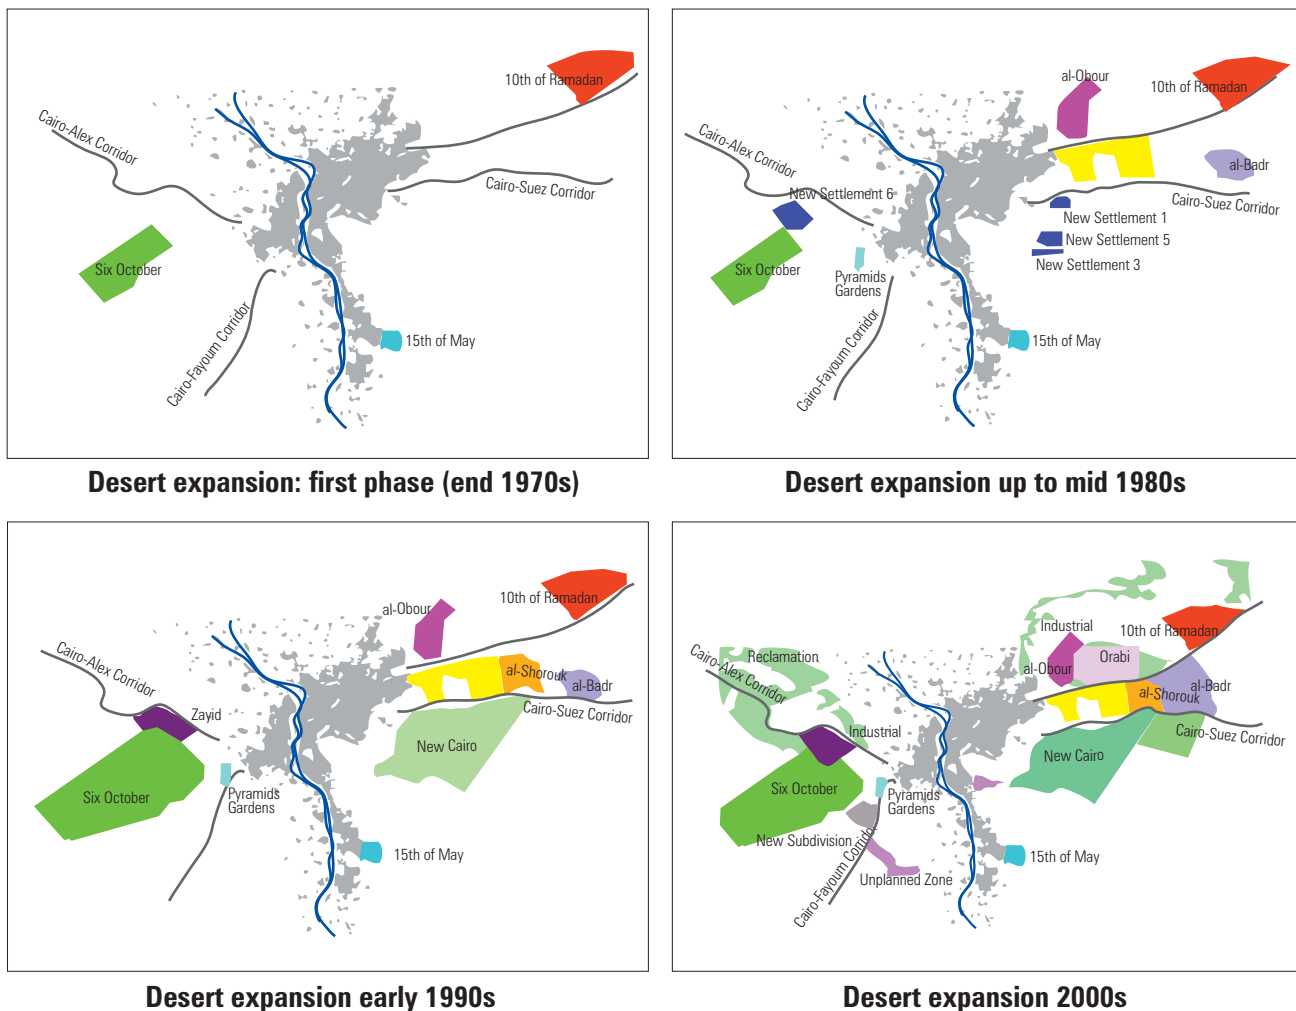 10th of Ramadan
Cairo-Alex Corridor
Cairo-Suez Corridor
Six October
Cairo-Fayoum Corridor
15th of May
Desert expansion: first phase (end 1970s)
al-Obour
10th of Ramadan
Cairo-Alex Corridor
al-Badr
New Settlement 6
Cairo-Suez Corridor
New Settlement 1
New Settlement 5
New Settlement 3
Six October
Pyramids
Gardens
Cairo-Fayoum Corridor
15th of May
Desert expansion up to mid 1980s
10th of Ramadan
al-Obour
Cairo-Alex Corridor
al-Shorouk
al-Badr
Zayid
Cairo-Suez Corridor
New Cairo
Six October
Pyramids
Gardens
15th of May
Desert expansion early 1990s
Industrial
10th of Ramadan
Reclamation
Orabi
al-Obour
Cairo-Alex Corridor
al-Badr
al-Shorouk
Industrial
Cairo-Suez Corridor
New Cairo
Six October
Pyramids
Gardens
New Subdivision
Cairo-Fayoum Corridor
15th of May
Unplanned Zone
Desert expansion 2000s